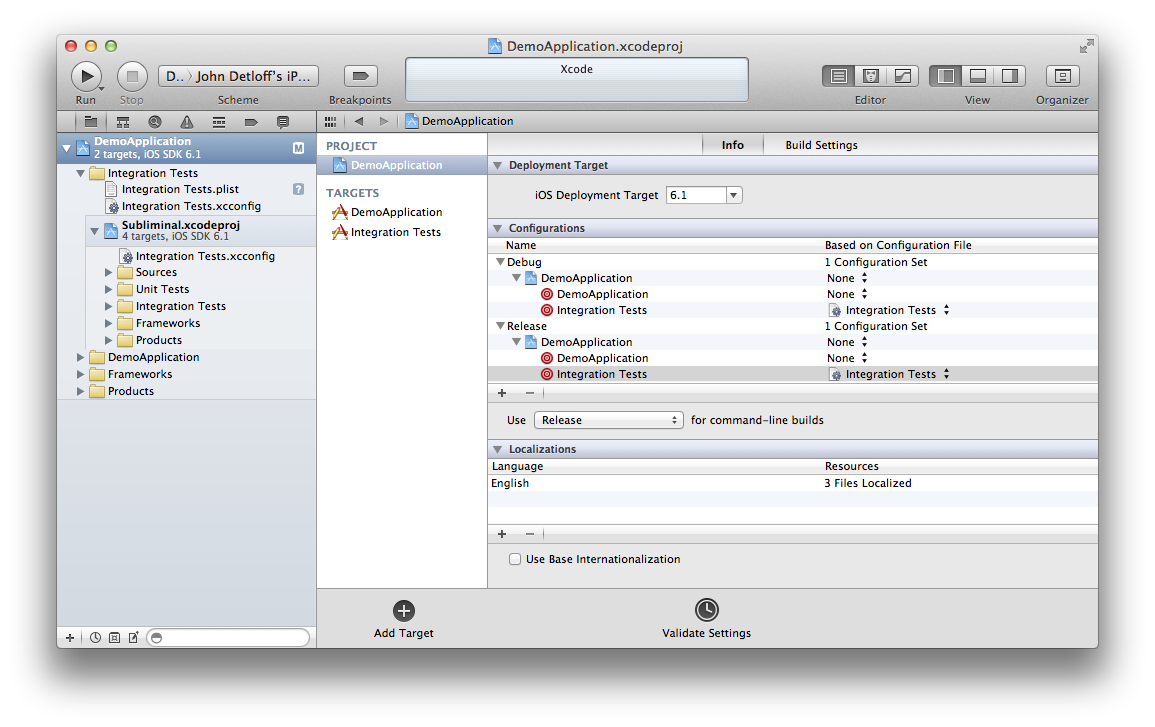 DemoApplication.xcodeproj
D.. 〉 John Detloff's iP...
Xcode
Run
Stop
Scheme
Breakpoints
Editor
View
Organizer
DemoApplication
DemoApplication
2 targets, iOS SDK 6.1
M
Integration Tests
Integration Tests.plist
?
Integration Tests.xcconfig
Subliminal.xcodeproj
4 targets, iOS SDK 6.1
Integration Tests.xcconfig
Sources
Unit Tests
Integration Tests
Frameworks
Products
DemoApplication
Frameworks
Products
PROJECT
DemoApplication
TARGETS
DemoApplication
Integration Tests
Info
Build Settings
Deployment Target
iOS Deployment Target 6.1
Configurations
Name Based on Configuration File
Debug 1 Configuration Set
DemoApplication None
DemoApplication None
Integration Tests Integration Tests
Release 1 Configuration Set
DemoApplication None
DemoApplication None
Integration Tests Integration Tests
Use Release for command-line builds
Localizations
Language Resources
English 3 Files Localized
Use Base Internationalization
Add Target
Validate Settings